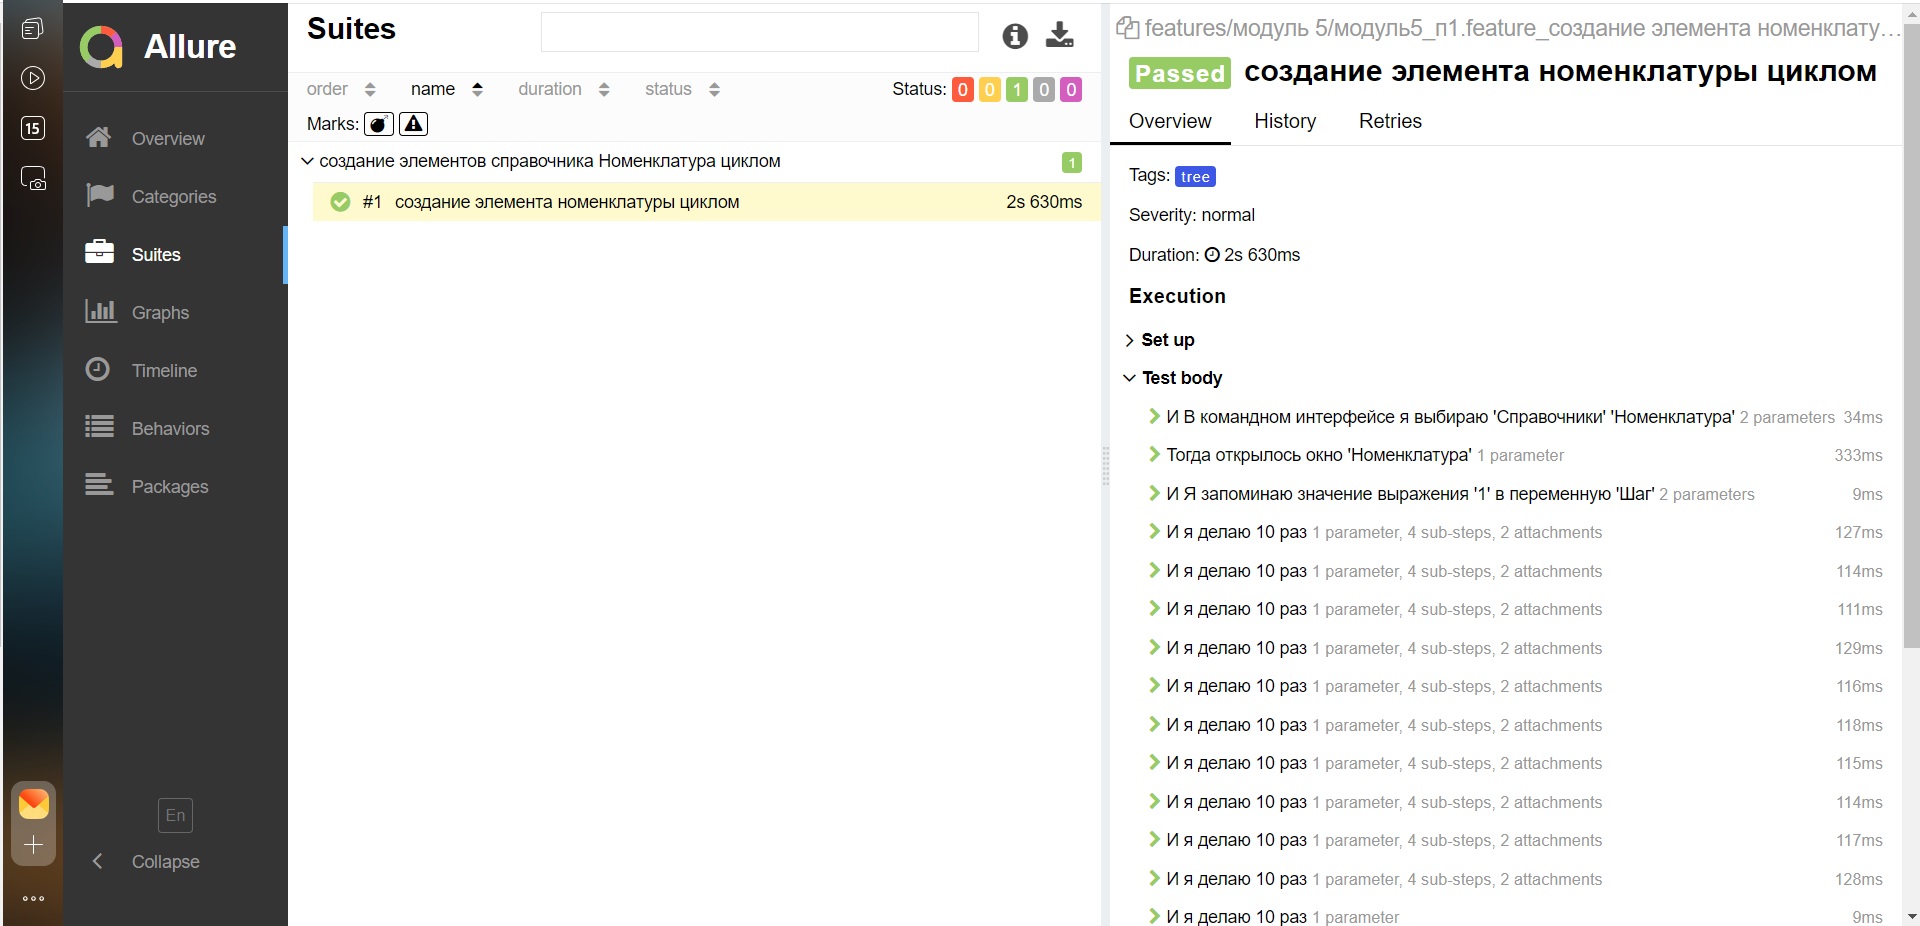 15
En
Collapse
Allure
Overview
Categories
Suites
Graphs
Timeline
Behaviors
Packages
Suites
order name duration status Status: 0 0 1 0 0
Marks:
создание элементов справочника Номенклатура циклом 1
#1 создание элемента номенклатуры циклом 2s 630ms
features/модуль 5/модуль5_п1.feature_создание элемента номенклату...
Passed создание элемента номенклатуры циклом
Overview History Retries
Tags: tree
Severity: normal
Duration: 2s 630ms
Execution
Set up
Test body
И В командном интерфейсе я выбираю 'Справочники' 'Номенклатура' 2 parameters 34ms
Тогда открылось окно 'Номенклатура' 1 parameter 333ms
И Я запоминаю значение выражения '1' в переменную 'Шаг' 2 parameters 9ms
И я делаю 10 раз 1 parameter, 4 sub-steps, 2 attachments 127ms
И я делаю 10 раз 1 parameter, 4 sub-steps, 2 attachments 114ms
И я делаю 10 раз 1 parameter, 4 sub-steps, 2 attachments 111ms
И я делаю 10 раз 1 parameter, 4 sub-steps, 2 attachments 129ms
И я делаю 10 раз 1 parameter, 4 sub-steps, 2 attachments 116ms
И я делаю 10 раз 1 parameter, 4 sub-steps, 2 attachments 118ms
И я делаю 10 раз 1 parameter, 4 sub-steps, 2 attachments 115ms
И я делаю 10 раз 1 parameter, 4 sub-steps, 2 attachments 114ms
И я делаю 10 раз 1 parameter, 4 sub-steps, 2 attachments 117ms
И я делаю 10 раз 1 parameter, 4 sub-steps, 2 attachments 128ms
И я делаю 10 раз 1 parameter 9ms